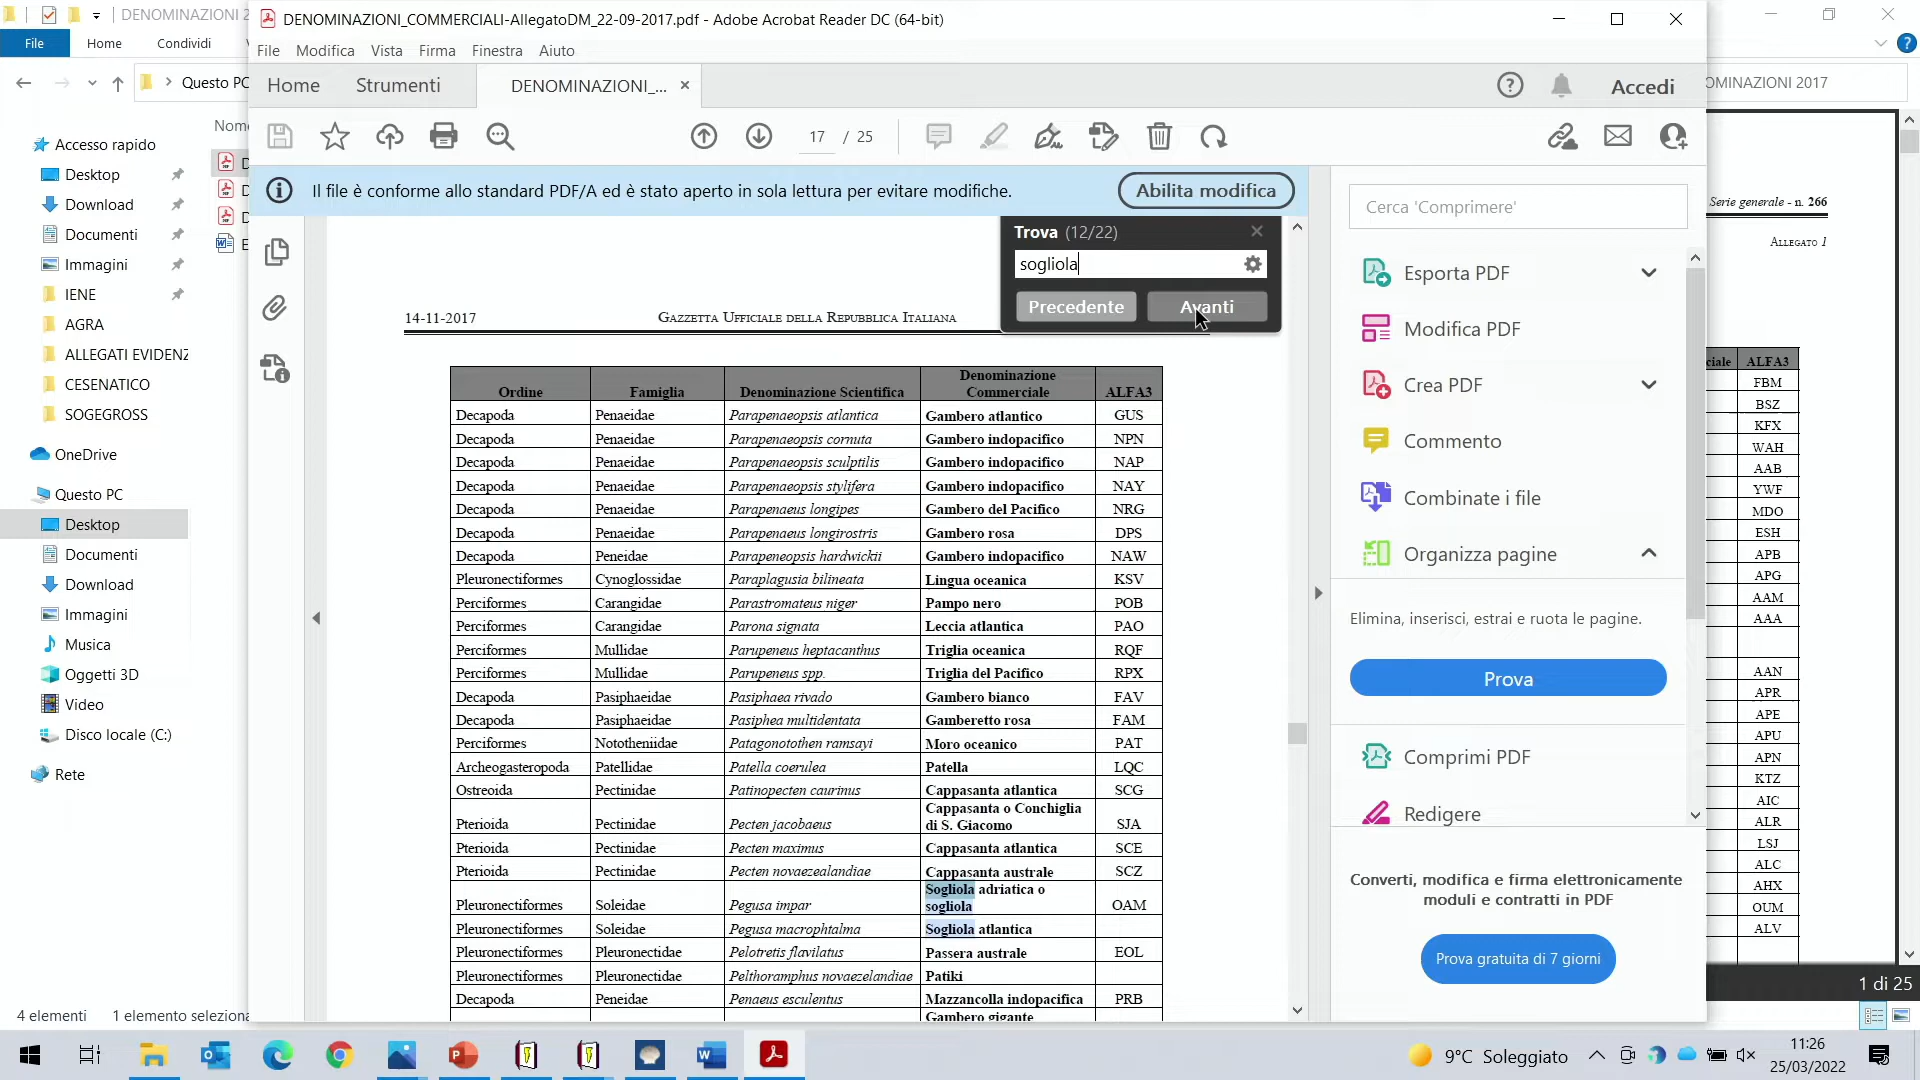 DENOMINAZIONI 2
DENOMINAZIONI_COMMERCIALI-AllegatoDM_22-09-2017.pdf - Adobe Acrobat Reader DC (64-bit)
File
Home
Condividi
File
Modifica
Vista
Firma
Finestra
Aiuto
Questo PC
Home
Strumenti
DENOMINAZIONI_...
Accedi
OMINAZIONI 2017
Nome
17 / 25
Il file è conforme allo standard PDF/A ed è stato aperto in sola lettura per evitare modifiche.
Abilita modifica
Accesso rapido
Desktop
Download
Documenti
Immagini
IENE
AGRA
ALLEGATI EVIDENZ
CESENATICO
SOGEGROSS
OneDrive
Questo PC
Desktop
Documenti
Download
Immagini
Musica
Oggetti 3D
Video
Disco locale (C:)
Rete
4 elementi
1 elemento seleziona
Trova (12/22)
sogliola
Precedente
Avanti
14-11-2017
GAZZETTA UFFICIALE DELLA REPUBBLICA ITALIANA
Ordine Famiglia Denominazione Scientifica Denominazione Commerciale ALFA3
Decapoda Penaeidae Parapenaeopsis atlantica Gambero atlantico GUS
Decapoda Penaeidae Parapenaeopsis cornuta Gambero indopacifico NPN
Decapoda Penaeidae Parapenaeopsis sculptilis Gambero indopacifico NAP
Decapoda Penaeidae Parapenaeopsis stylifera Gambero indopacifico NAY
Decapoda Penaeidae Parapenaeus longipes Gambero del Pacifico NRG
Decapoda Penaeidae Parapenaeus longirostris Gambero rosa DPS
Decapoda Peneidae Parapeneopsis hardwickii Gambero indopacifico NAW
Pleuronectiformes Cynoglossidae Paraplagusia bilineata Lingua oceanica KSV
Perciformes Carangidae Parastromateus niger Pampo nero POB
Perciformes Carangidae Parona signata Leccia atlantica PAO
Perciformes Mullidae Parupeneus heptacanthus Triglia oceanica RQF
Perciformes Mullidae Parupeneus spp. Triglia del Pacifico RPX
Decapoda Pasiphaeidae Pasiphaea rivado Gambero bianco FAV
Decapoda Pasiphaeidae Pasiphea multidentata Gamberetto rosa FAM
Perciformes Nototheniidae Patagonotothen ramsayi Moro oceanico PAT
Archeogasteropoda Patellidae Patella coerulea Patella LQC
Ostreoida Pectinidae Patinopecten caurinus Cappasanta atlantica SCG
Pterioida Pectinidae Pecten jacobaeus Cappasanta o Conchiglia di S. Giacomo SJA
Pterioida Pectinidae Pecten maximus Cappasanta atlantica SCE
Pterioida Pectinidae Pecten novaezealandiae Cappasanta australe SCZ
Pleuronectiformes Soleidae Pegusa impar Sogliola adriatica o sogliola OAM
Pleuronectiformes Soleidae Pegusa macrophtalma Sogliola atlantica
Pleuronectiformes Pleuronectidae Pelotretis flavilatus Passera australe EOL
Pleuronectiformes Pleuronectidae Pelthoramphus novaezelandiae Patiki
Decapoda Peneidae Penaeus esculentus Mazzancolla indopacifica PRB
Gambero gigante
Cerca 'Comprimere'
Esporta PDF
Modifica PDF
Crea PDF
Commento
Combinate i file
Organizza pagine
Elimina, inserisci, estrai e ruota le pagine.
Prova
Comprimi PDF
Redigere
Converti, modifica e firma elettronicamente
moduli e contratti in PDF
Prova gratuita di 7 giorni
Serie generale - n. 266
ALLEGATO 1
ciale ALFA3
FBM
BSZ
KFX
WAH
AAB
YWF
MDO
ESH
APB
APG
AAM
AAA
AAN
APR
APE
APU
APN
KTZ
AIC
ALR
LSJ
ALC
AHX
OUM
ALV
1 di 25
9°C Soleggiato
11:26
25/03/2022